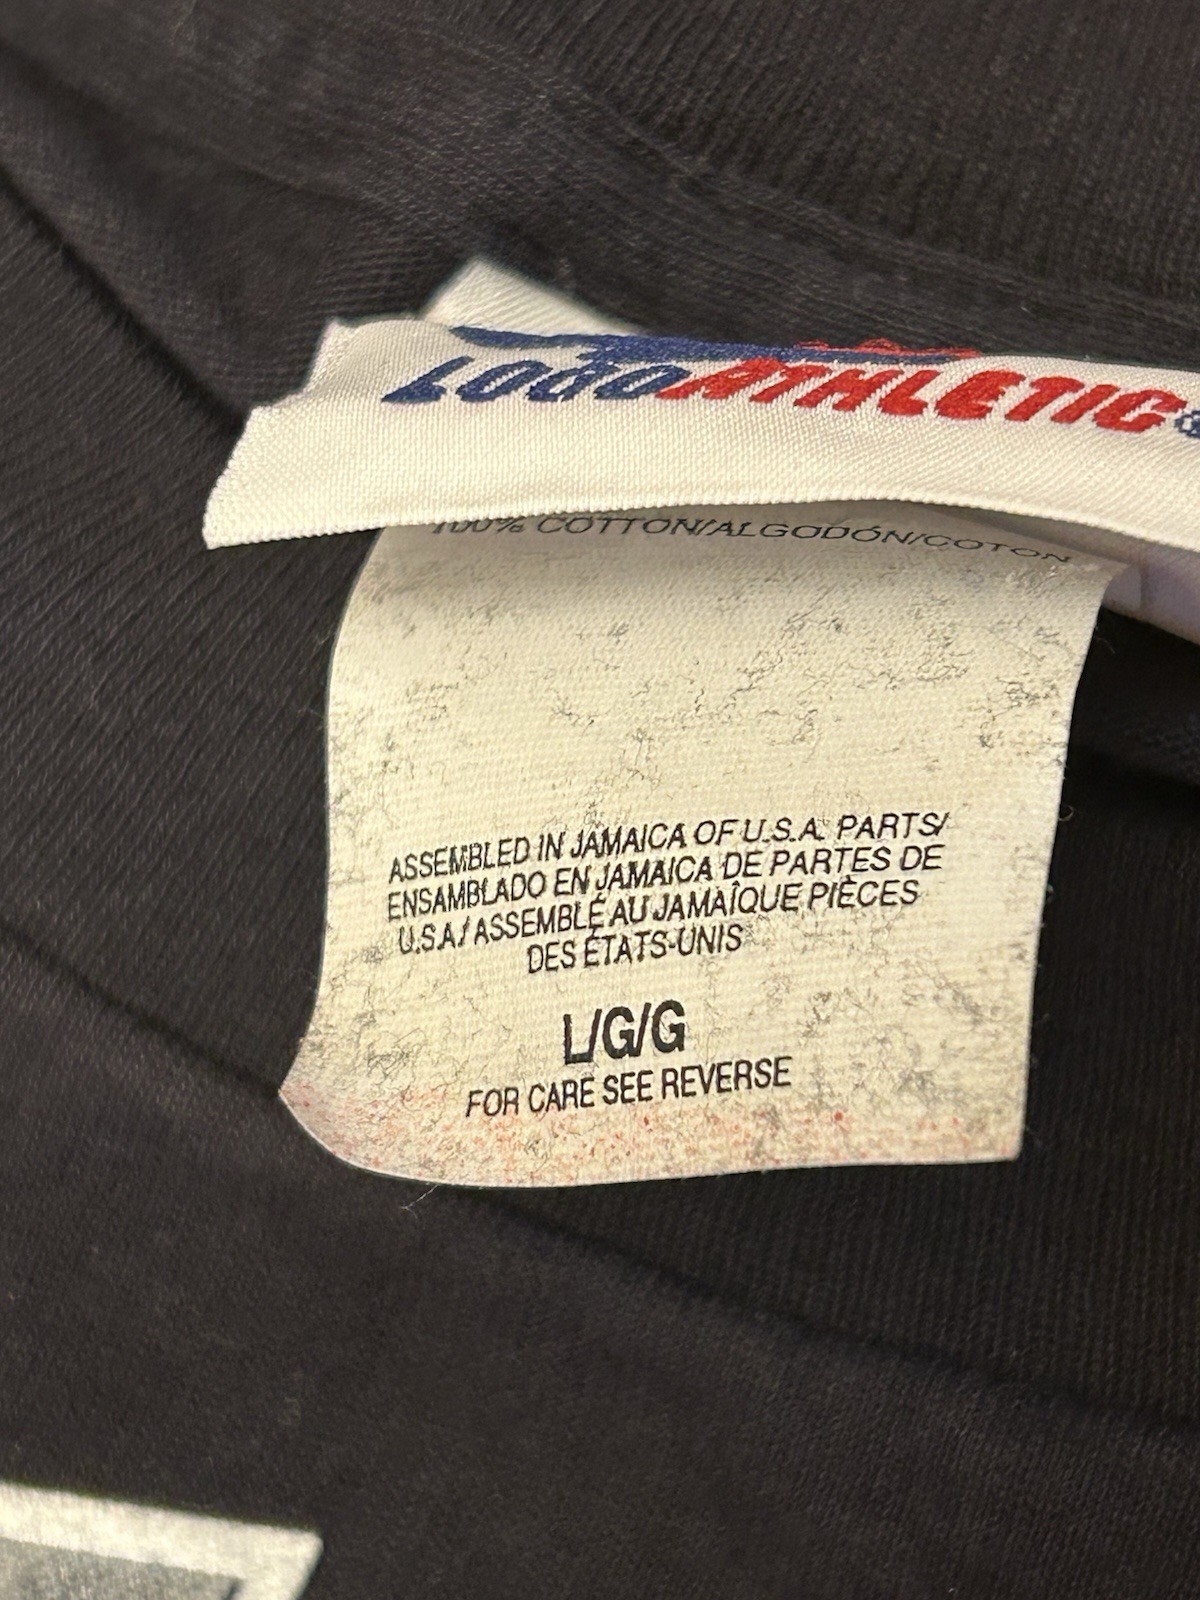 LOGO ATHLETIC®
100% COTTON/ALGODÓN/COTON
ASSEMBLED IN JAMAICA OF U.S.A. PARTS/
ENSAMBLADO EN JAMAICA DE PARTES DE
U.S.A./ ASSEMBLÉ AU JAMAÎQUE PIÈCES
DES ÉTATS-UNIS
L/G/G
FOR CARE SEE REVERSE